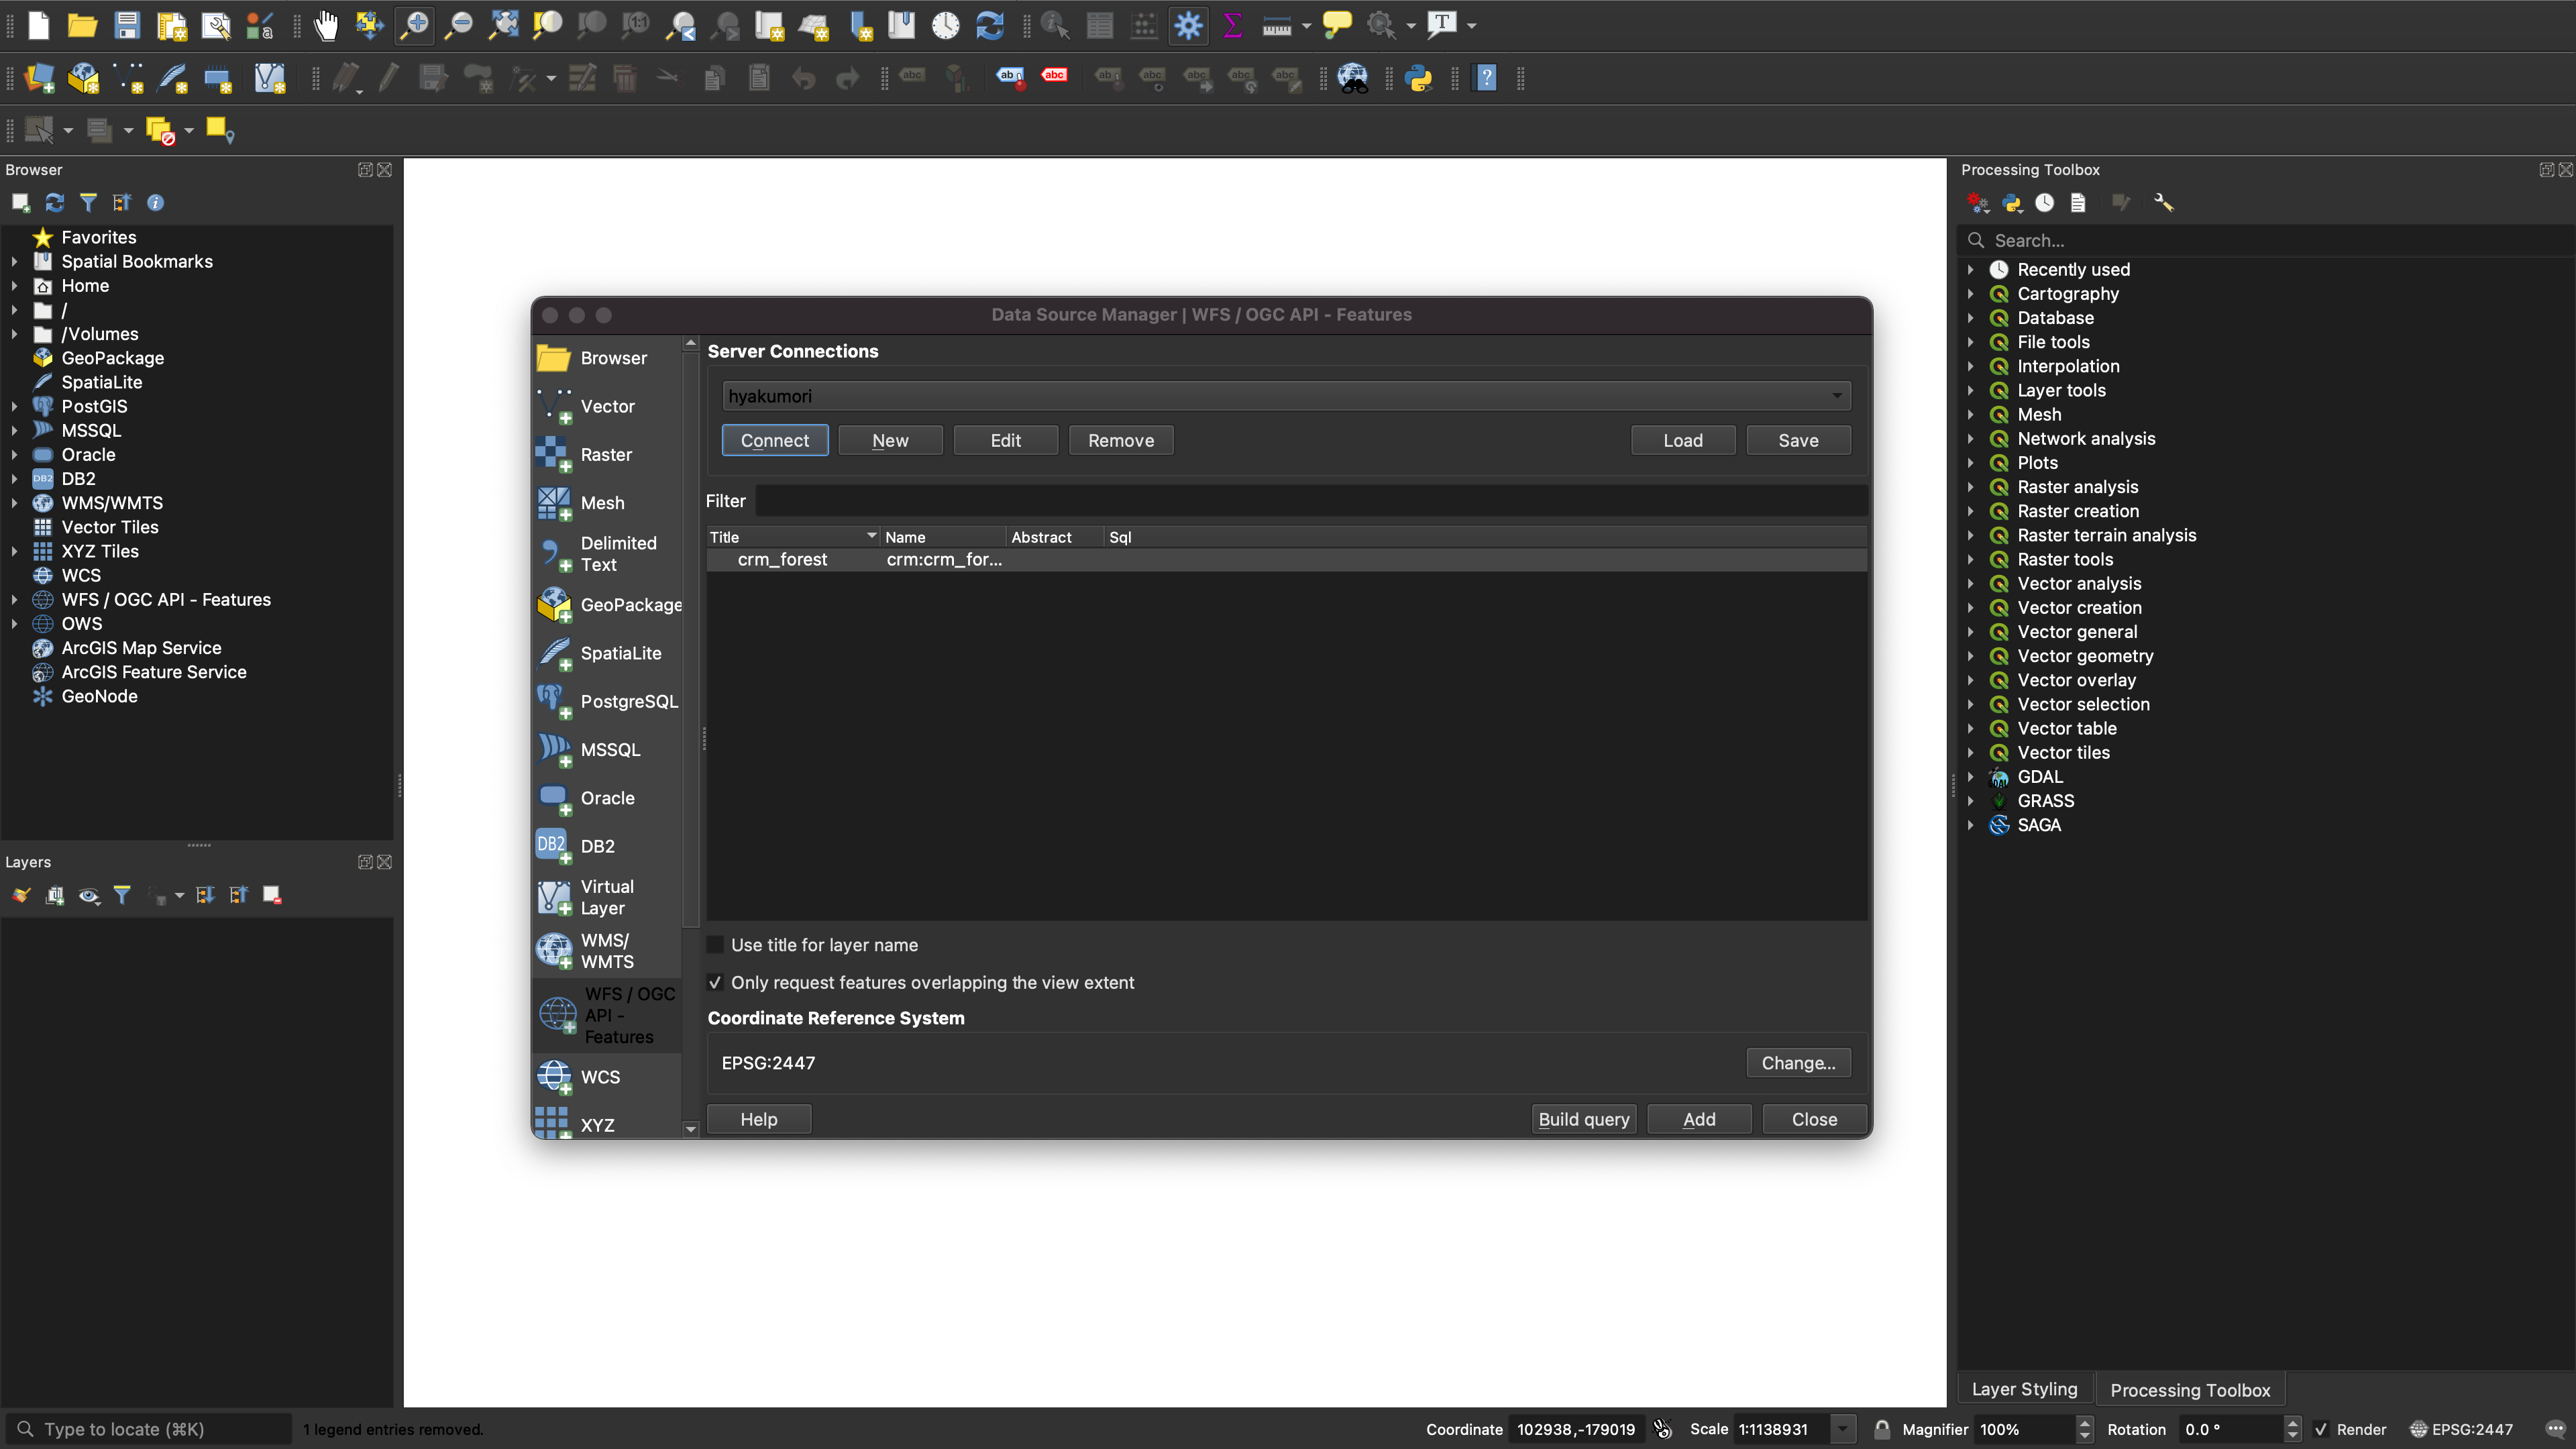 Browser
Favorites
Spatial Bookmarks
Home
/
/Volumes
GeoPackage
SpatiaLite
PostGIS
MSSQL
Oracle
DB2
WMS/WMTS
Vector Tiles
XYZ Tiles
WCS
WFS / OGC API - Features
OWS
ArcGIS Map Service
ArcGIS Feature Service
GeoNode
Layers
Data Source Manager | WFS / OGC API - Features
Browser
Vector
Raster
Mesh
Delimited
Text
GeoPackage
SpatiaLite
PostgreSQL
MSSQL
Oracle
DB2
Virtual
Layer
WMS/
WMTS
WFS / OGC
API -
Features
WCS
XYZ
Server Connections
hyakumori
Connect New Edit Remove Load Save
Filter
Title Name Abstract Sql
crm_forest crm:crm_for...
Use title for layer name
Only request features overlapping the view extent
Coordinate Reference System
EPSG:2447 Change...
Help Build query Add Close
Processing Toolbox
Search...
Recently used
Cartography
Database
File tools
Interpolation
Layer tools
Mesh
Network analysis
Plots
Raster analysis
Raster creation
Raster terrain analysis
Raster tools
Vector analysis
Vector creation
Vector general
Vector geometry
Vector overlay
Vector selection
Vector table
Vector tiles
GDAL
GRASS
SAGA
Layer Styling Processing Toolbox
Type to locate (⌘K) 1 legend entries removed. Coordinate 102938,-179019 Scale 1:1138931 Magnifier 100% Rotation 0.0 ° Render EPSG:2447